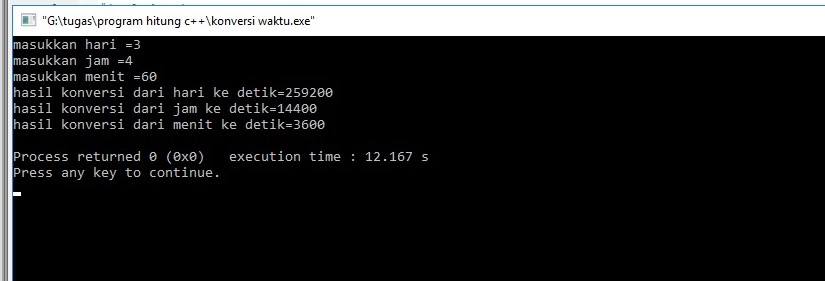 "G:\tugas\program hitung c++\konversi waktu.exe"
masukkan hari =3
masukkan jam =4
masukkan menit =60
hasil konversi dari hari ke detik=259200
hasil konversi dari jam ke detik=14400
hasil konversi dari menit ke detik=3600
Process returned 0 (0x0)   execution time : 12.167 s
Press any key to continue.